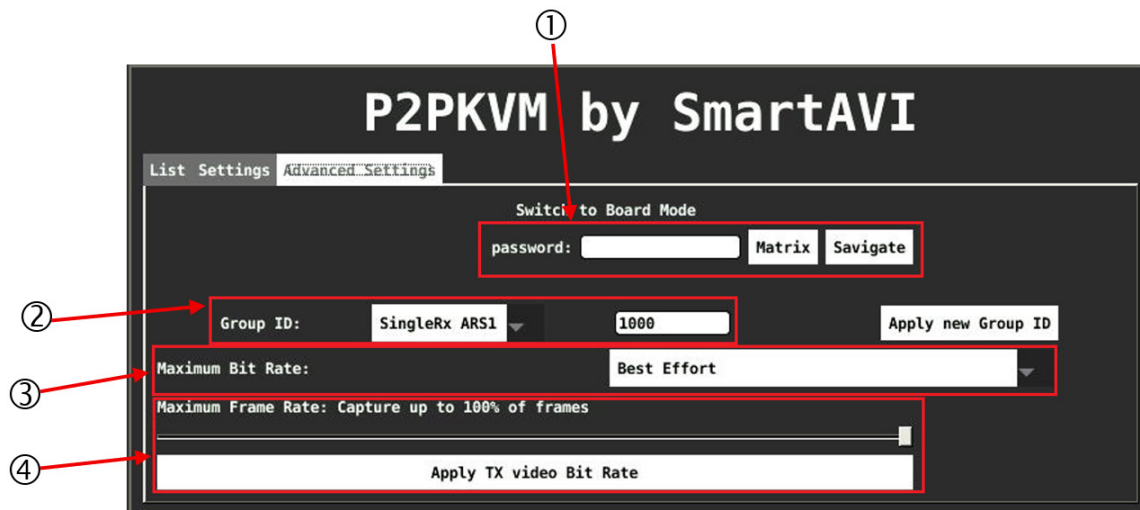 ①
P2PKVM by SmartAVI
List Settings Advanced Settings
Switch to Board Mode
password: Matrix Savigate
② Group ID: SingleRx ARS1 1000 Apply new Group ID
③ Maximum Bit Rate: Best Effort
Maximum Frame Rate: Capture up to 100% of frames
④ Apply TX video Bit Rate